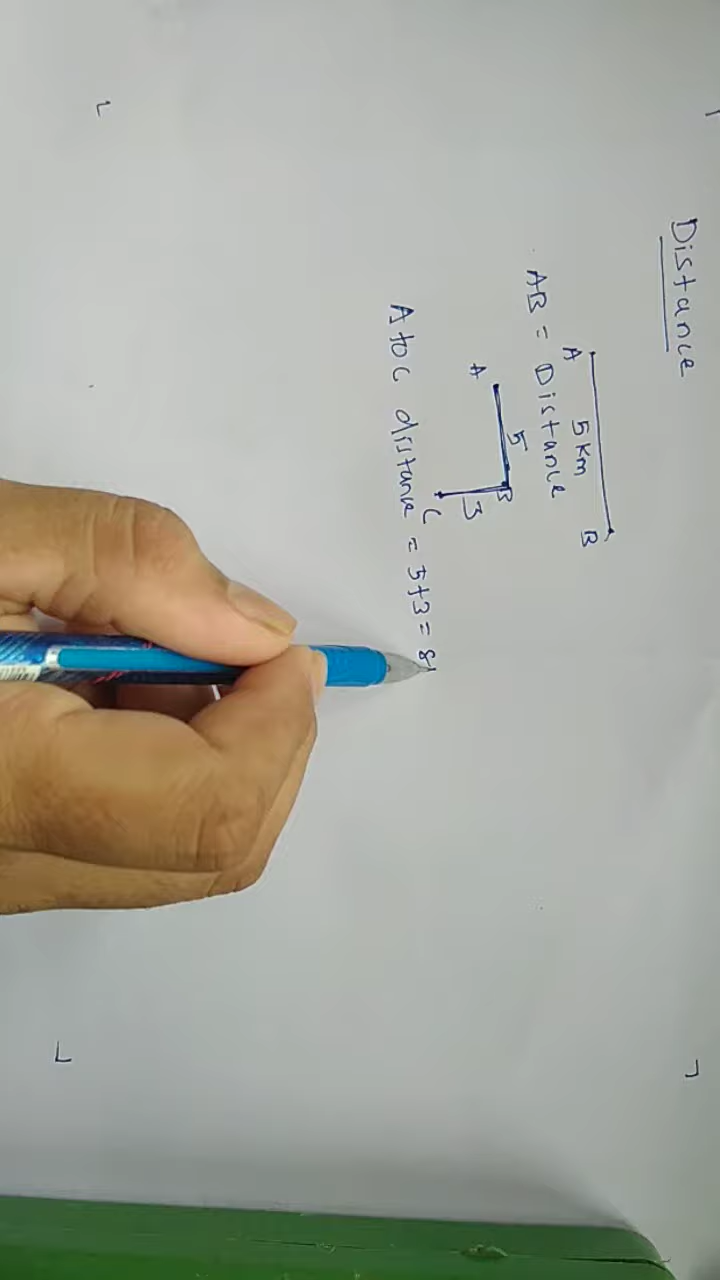 Distance
A 5 Km B
AB = Distance
A 5 B
3
C
A to C distance = 5+3 = 8